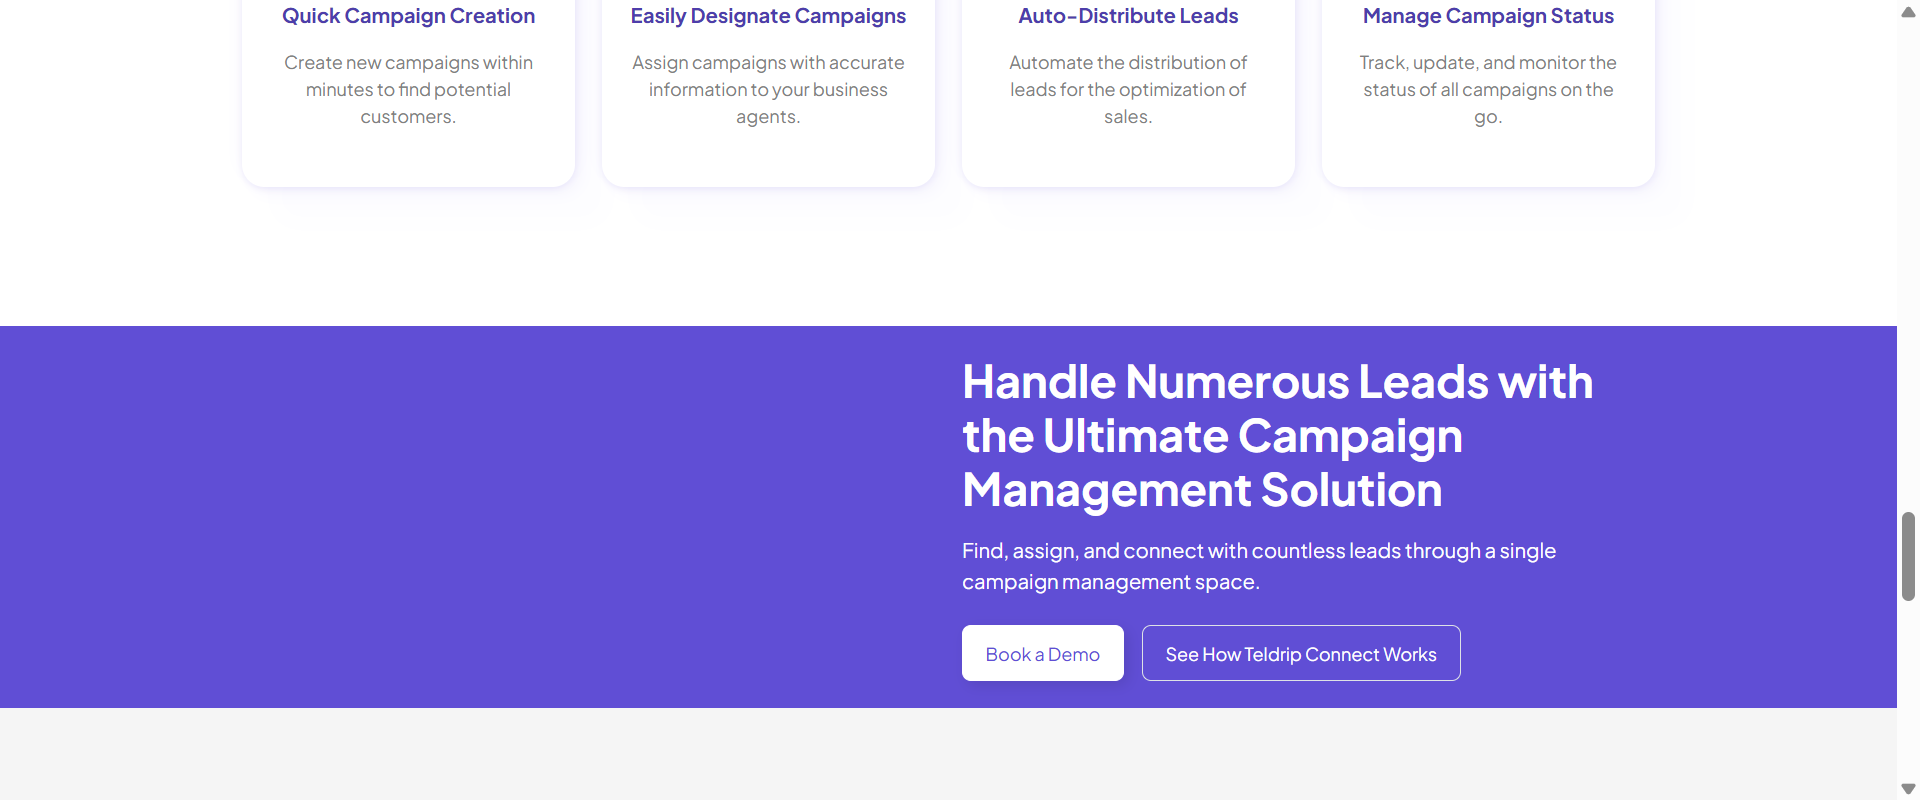 Quick Campaign Creation
Create new campaigns within
minutes to find potential
customers.
Easily Designate Campaigns
Assign campaigns with accurate
information to your business
agents.
Auto-Distribute Leads
Automate the distribution of
leads for the optimization of
sales.
Manage Campaign Status
Track, update, and monitor the
status of all campaigns on the
go.
Handle Numerous Leads with
the Ultimate Campaign
Management Solution
Find, assign, and connect with countless leads through a single
campaign management space.
Book a Demo
See How Teldrip Connect Works